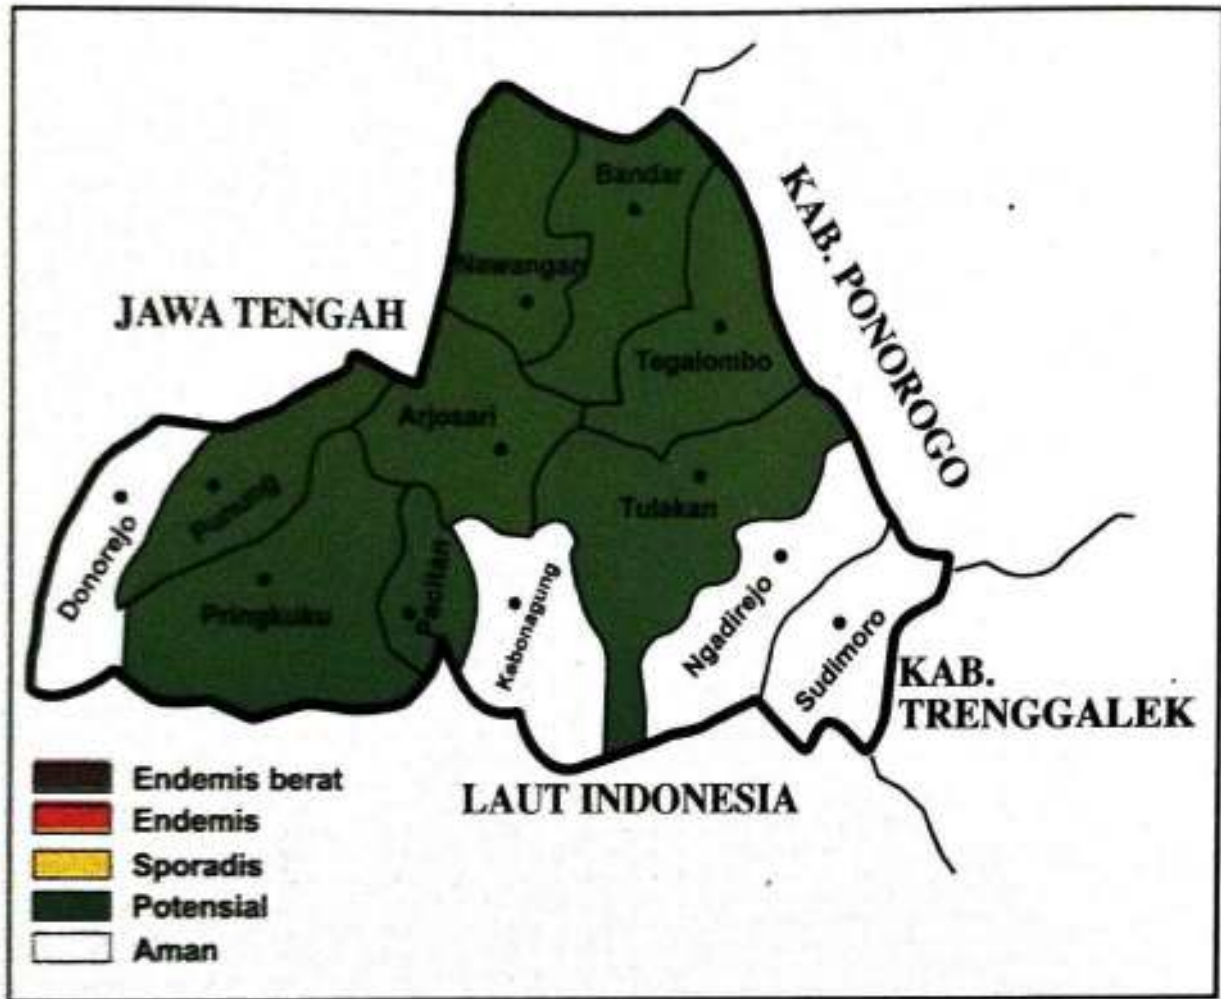 Bandar
Nawangan
JAWA TENGAH
KAB. PONOROGO
Tegalombo
Arjosari
Punung
Tulakan
Donorejo
Pringkuku
Pacitan
Kebonagung
Ngadirejo
Sudimoro
KAB.
TRENGGALEK
LAUT INDONESIA
Endemis berat
Endemis
Sporadis
Potensial
Aman